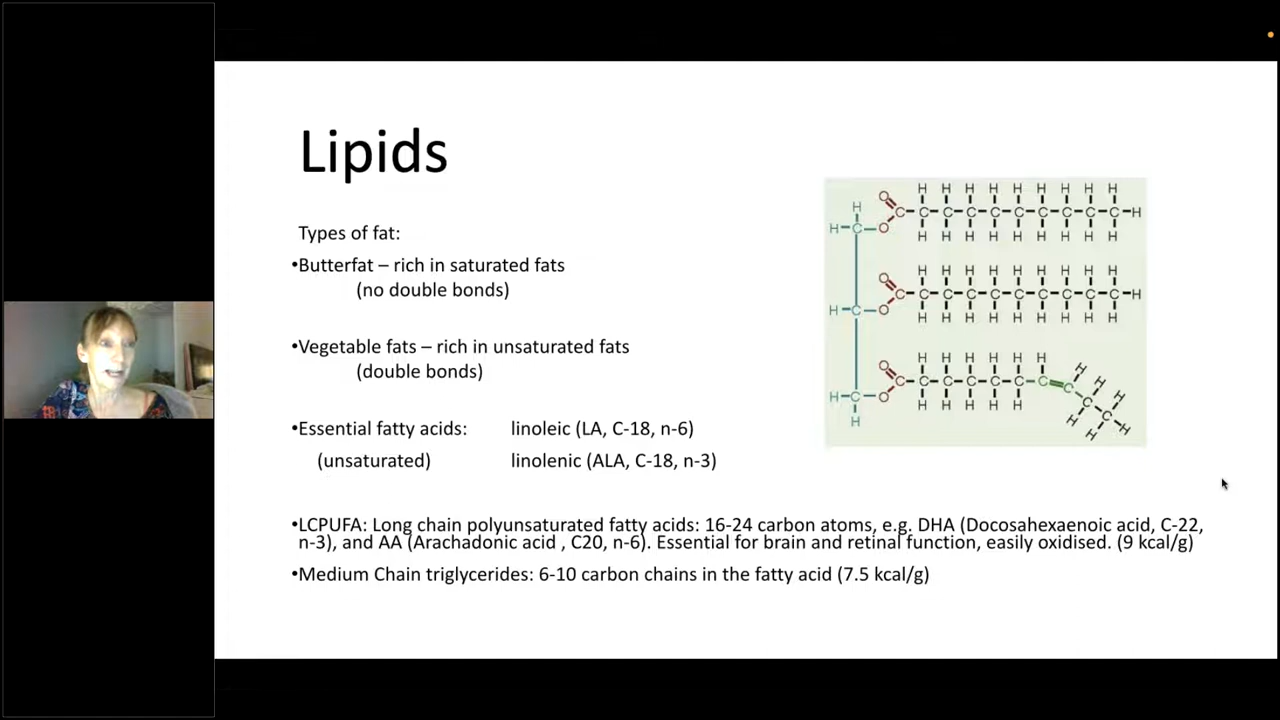 Lipids
Types of fat:
•Butterfat – rich in saturated fats
(no double bonds)
•Vegetable fats – rich in unsaturated fats
(double bonds)
•Essential fatty acids: linoleic (LA, C-18, n-6)
(unsaturated) linolenic (ALA, C-18, n-3)
•LCPUFA: Long chain polyunsaturated fatty acids: 16-24 carbon atoms, e.g. DHA (Docosahexaenoic acid, C-22,
n-3), and AA (Arachadonic acid , C20, n-6). Essential for brain and retinal function, easily oxidised. (9 kcal/g)
•Medium Chain triglycerides: 6-10 carbon chains in the fatty acid (7.5 kcal/g)
H O H H H H H H H H H
H C O C C C C C C C C C C H
H H H H H H H H H
O H H H H H H H H H
H C O C C C C C C C C C C H
H H H H H H H H H
O H H H H H H
H C O C C C C C C C C C C
H H H H H H H H H H H H